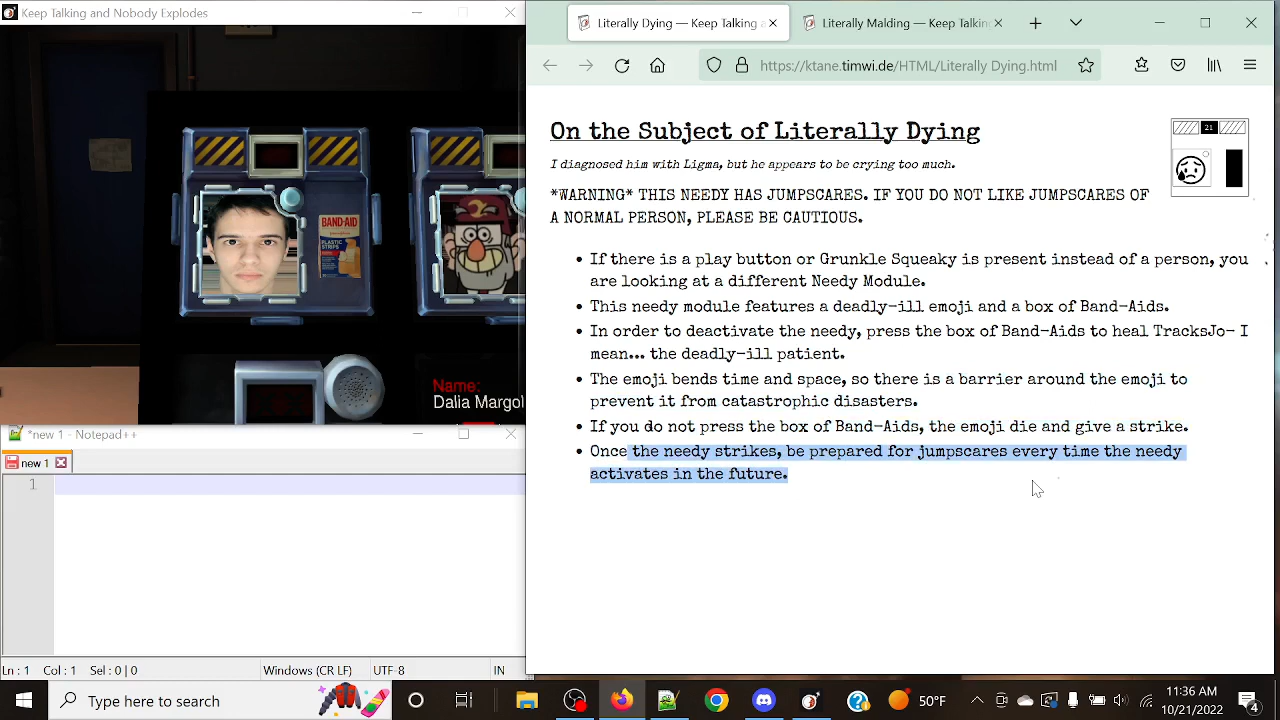 Keep Talking and Nobody Explodes
BAND-AID
PLASTIC
STRIPS
Name:
Dalia Margol
*new 1 - Notepad++
new 1
1
Ln : 1 Col : 1 Sel : 0 | 0 Windows (CR LF) UTF-8 IN
Literally Dying — Keep Talking a
Literally Malding — Keep Talking
https://ktane.timwi.de/HTML/Literally Dying.html
On the Subject of Literally Dying
21
I diagnosed him with Ligma, but he appears to be crying too much.
*WARNING* THIS NEEDY HAS JUMPSCARES. IF YOU DO NOT LIKE JUMPSCARES OF
A NORMAL PERSON, PLEASE BE CAUTIOUS.
• If there is a play button or Grunkle Squeaky is present instead of a person, you
are looking at a different Needy Module.
• This needy module features a deadly-ill emoji and a box of Band-Aids.
• In order to deactivate the needy, press the box of Band-Aids to heal TracksJo- I
mean... the deadly-ill patient.
• The emoji bends time and space, so there is a barrier around the emoji to
prevent it from catastrophic disasters.
• If you do not press the box of Band-Aids, the emoji die and give a strike.
• Once the needy strikes, be prepared for jumpscares every time the needy
activates in the future.
Type here to search
50°F
11:36 AM
10/21/2022
4